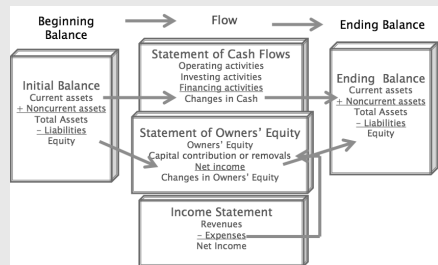 Beginning
Balance
Flow
Ending Balance
Initial Balance
Current assets
+ Noncurrent assets
Total Assets
- Liabilities
Equity
Statement of Cash Flows
Operating activities
Investing activities
Financing activities
Changes in Cash
Statement of Owners' Equity
Owners' Equity
Capital contribution or removals
Net income
Changes in Owners' Equity
Income Statement
Revenues
- Expenses
Net Income
Ending Balance
Current assets
+ Noncurrent assets
Total Assets
- Liabilities
Equity